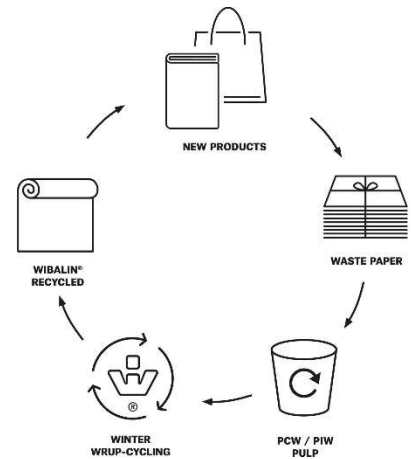 NEW PRODUCTS
WASTE PAPER
PCW / PIW
PULP
WINTER
WRUP-CYCLING
®
WIBALIN®
RECYCLED